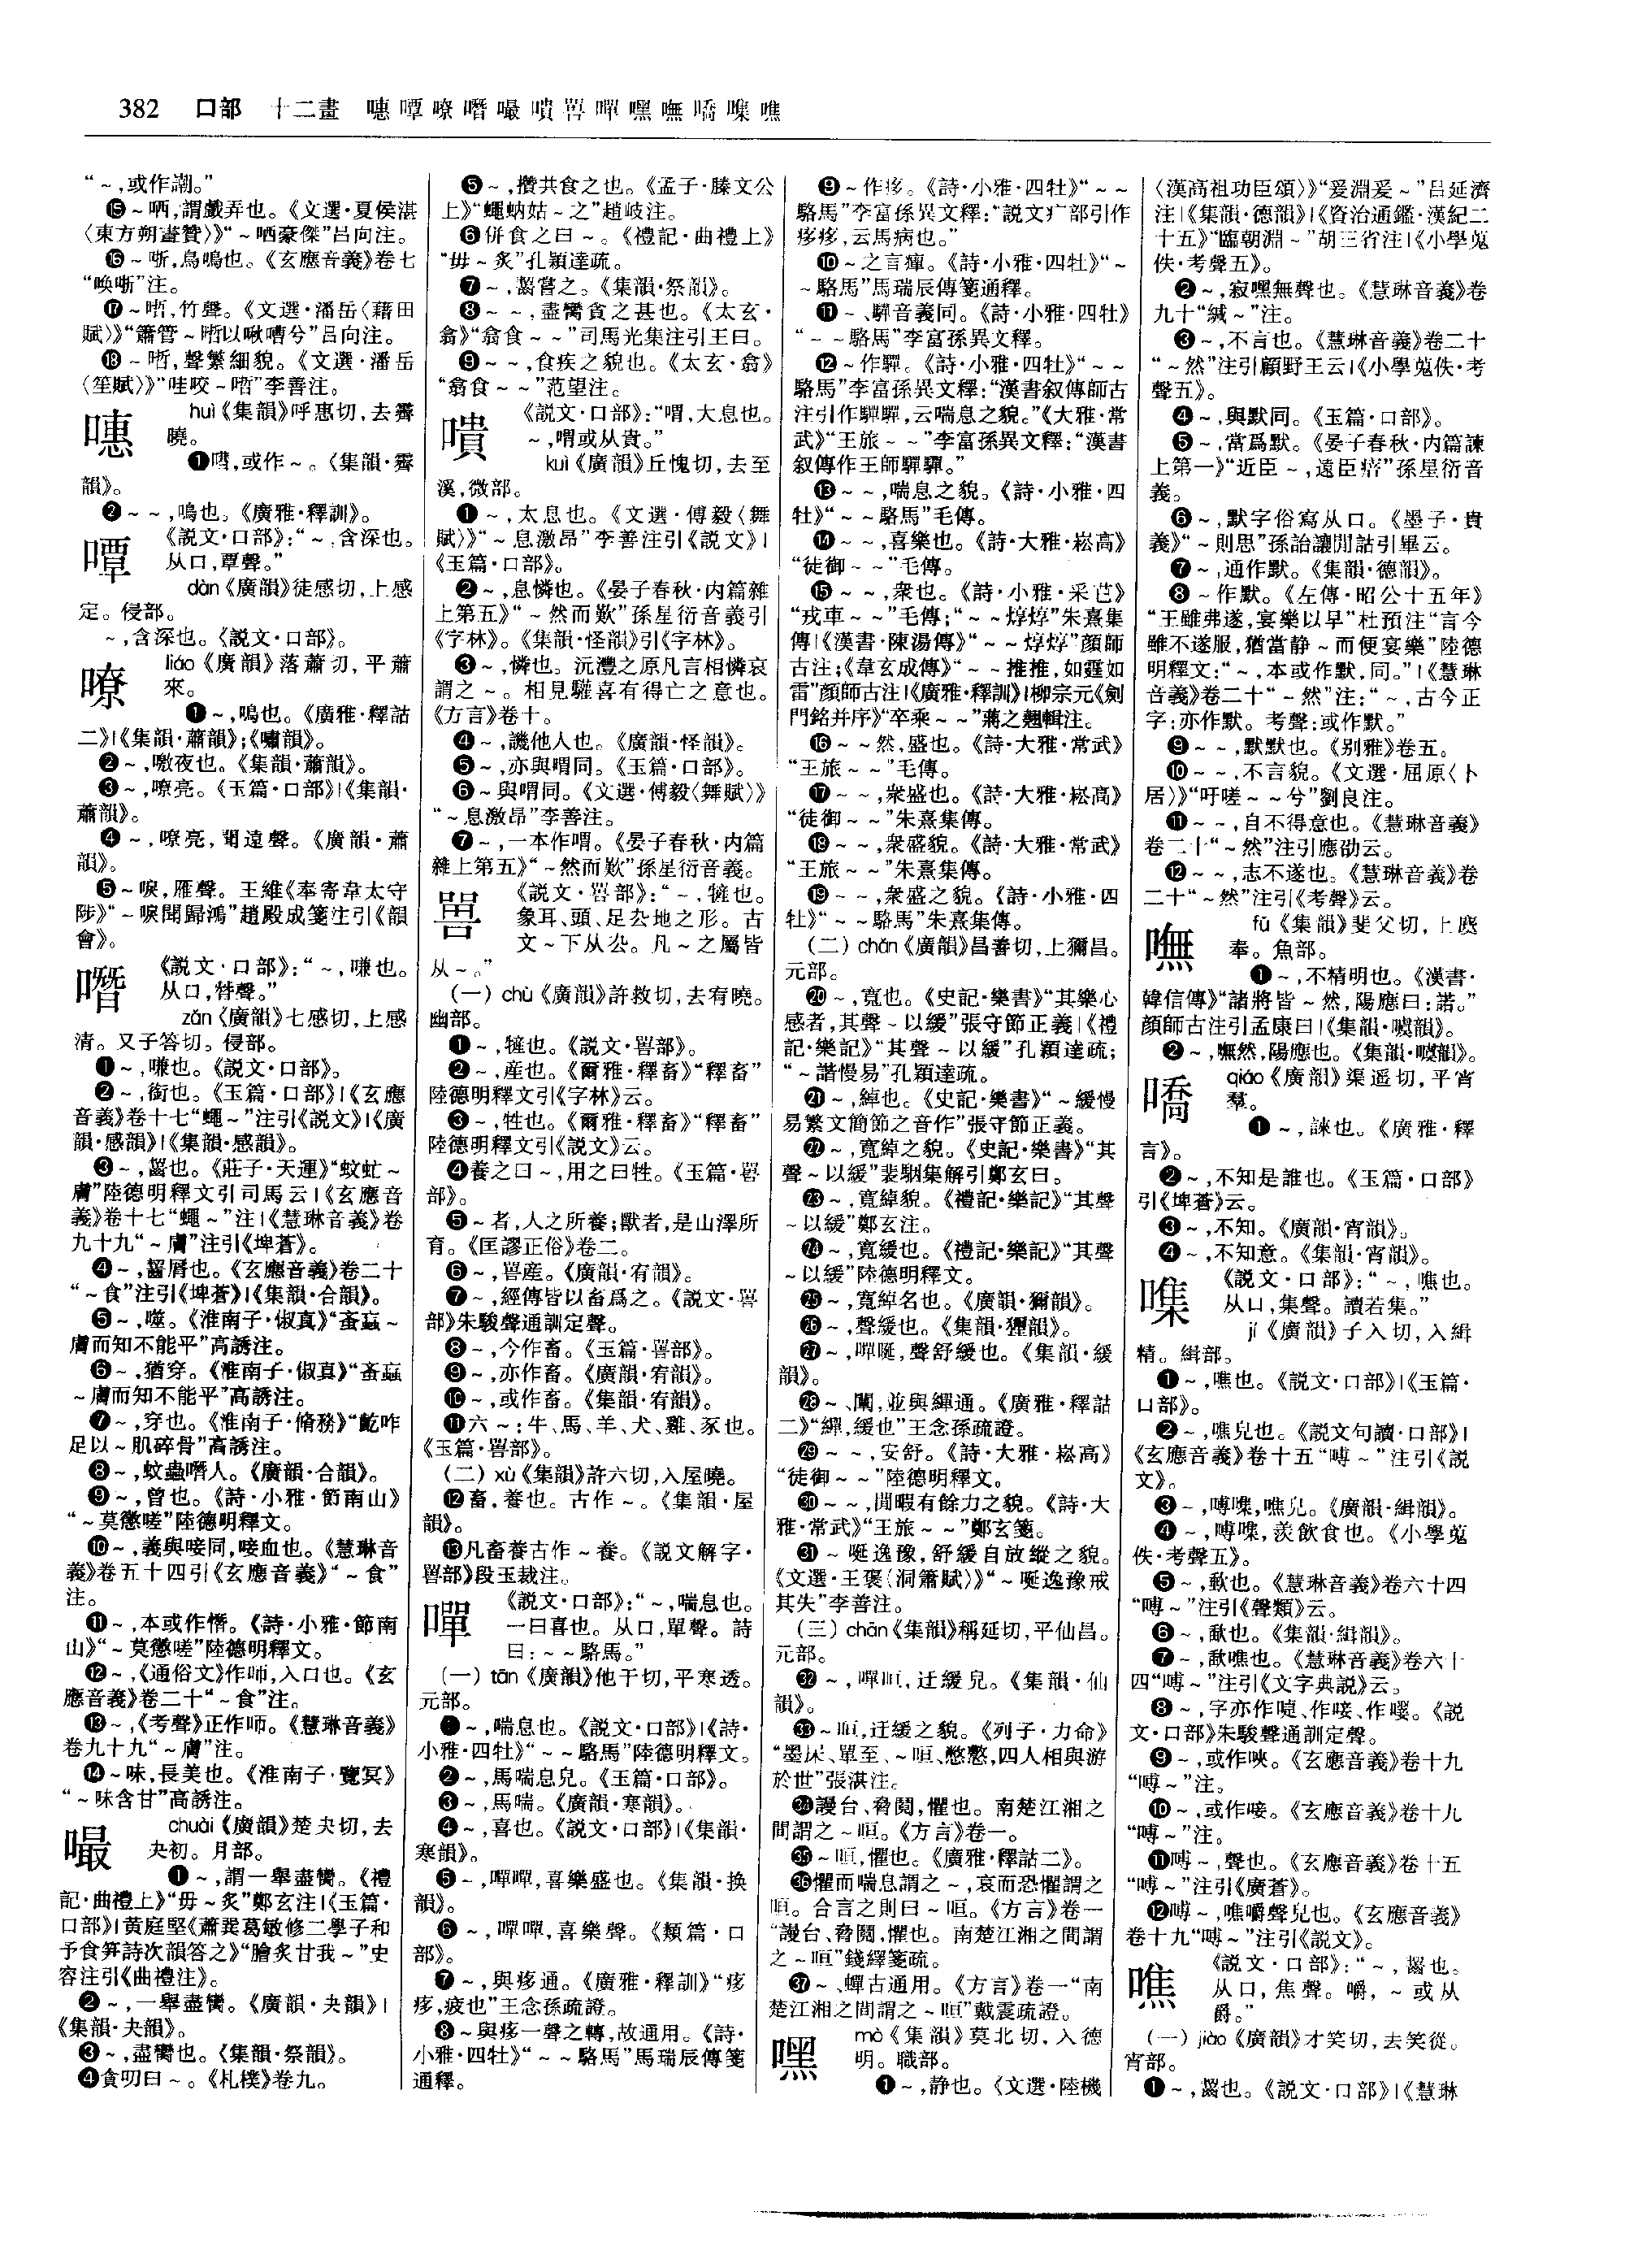 382 口部 十二畫 嘒嘾嘹噆嘬嘳嘼嘽嘿嘸嘺噍噍
“~,或作謿。”
⓯~哂,謂戲弄也。《文選·夏侯湛
〈東方朔畫贊〉》“~哂豪傑”呂向注。
⓰~哳,鳥鳴也。《玄應音義》卷七
“喚哳”注。
⓱~哳,竹聲。《文選·潘岳〈藉田
賦〉》“簫管~哳以啾嘈兮”呂向注。
⓲~哳,聲繁細貌。《文選·潘岳
〈笙賦〉》“哇咬~哳”李善注。
嘒 huì《集韻》呼惠切,去霽
曉。
❶嚖,或作~。《集韻·霽
韻》。
❷~~,鳴也。《廣雅·釋訓》。
嘾 《説文·口部》:“~,含深也。
从口,覃聲。”
dàn《廣韻》徒感切,上感
定。侵部。
~,含深也。《説文·口部》。
嘹 liáo《廣韻》落蕭切,平蕭
來。
❶~,鳴也。《廣雅·釋詁
二》|《集韻·蕭韻》;《嘯韻》。
❷~,噭夜也。《集韻·蕭韻》。
❸~,嘹亮。《玉篇·口部》|《集韻·
蕭韻》。
❹~,嘹亮,聞遠聲。《廣韻·蕭
韻》。
❺~唳,雁聲。王維《奉寄韋太守
陟》“~唳聞歸鴻”趙殿成箋注引《韻
會》。
噆 《説文·口部》:“~,嗛也。
从口,朁聲。”
zǎn《廣韻》七感切,上感
清。又子答切。侵部。
❶~,嗛也。《説文·口部》。
❷~,銜也。《玉篇·口部》|《玄應
音義》卷十七“蠅~”注引《説文》|《廣
韻·感韻》|《集韻·感韻》。
❸~,齧也。《莊子·天運》“蚊虻~
膚”陸德明釋文引司馬云|《玄應音
義》卷十七“蠅~”注|《慧琳音義》卷
九十九“~膚”注引《埤蒼》。
❹~,齧屑也。《玄應音義》卷二十
“~食”注引《埤蒼》|《集韻·合韻》。
❺~,噬。《淮南子·俶真》“蚉蝱~
膚而知不能平”高誘注。
❻~,猶穿。《淮南子·俶真》“蚉蝱
~膚而知不能平”高誘注。
❼~,穿也。《淮南子·脩務》“齕咋
足以~肌碎骨”高誘注。
❽~,蚊蟲噆人。《廣韻·合韻》。
❾~,曾也。《詩·小雅·節南山》
“~莫懲嗟”陸德明釋文。
❿~,義與唼同,唼血也。《慧琳音
義》卷五十四引《玄應音義》“~食”
注。
⓫~,本或作憯。《詩·小雅·節南
山》“~莫懲嗟”陸德明釋文。
⓬~,《通俗文》作師,入口也。《玄
應音義》卷二十“~食”注。
⓭~,《考聲》正作師。《慧琳音義》
卷九十九“~膚”注。
⓮~味,長美也。《淮南子·覽冥》
“~味含甘”高誘注。
嘬 chuài《廣韻》楚夬切,去
夬初。月部。
❶~,謂一舉盡臠。《禮
記·曲禮上》“毋~炙”鄭玄注|《玉篇·
口部》|黄庭堅《蕭巽葛敏修二學子和
予食笋詩次韻答之》“膾炙甘我~”史
容注引《曲禮注》。
❷~,一舉盡臠。《廣韻·夬韻》|
《集韻·夬韻》。
❸~,盡臠也。《集韻·祭韻》。
❹貪叨曰~。《札樸》卷九。
❺~,攢共食之也。《孟子·滕文公
上》“蠅蚋姑~之”趙岐注。
❻併食之曰~。《禮記·曲禮上》
“毋~炙”孔穎達疏。
❼~,齧嘗之。《集韻·祭韻》。
❽~~,盡臠貪之甚也。《太玄·
翕》“翕食~~”司馬光集注引王曰。
❾~~,食疾之貌也。《太玄·翕》
“翕食~~”范望注。
嘳 《説文·口部》:“喟,大息也。
~,喟或从貴。”
kuì《廣韻》丘愧切,去至
溪,微部。
❶~,太息也。《文選·傅毅〈舞
賦〉》“~息激昂”李善注引《説文》|
《玉篇·口部》。
❷~,息憐也。《晏子春秋·内篇雜
上第五》“~然而歎”孫星衍音義引
《字林》。《集韻·怪韻》引《字林》。
❸~,憐也。沅澧之原凡言相憐哀
謂之~。相見驩喜有得亡之意也。
《方言》卷十。
❹~,譏他人也。《廣韻·怪韻》。
❺~,亦與喟同。《玉篇·口部》。
❻~與喟同。《文選·傅毅〈舞賦〉》
“~息激昂”李善注。
❼~,一本作喟。《晏子春秋·内篇
雜上第五》“~然而歎”孫星衍音義。
嘼 《説文·嘼部》:“~,㹌也。
象耳、頭、足厹地之形。古
文~下从厹。凡~之屬皆
从~。”
(一)chù《廣韻》許救切,去宥曉。
幽部。
❶~,㹌也。《説文·嘼部》。
❷~,産也。《爾雅·釋畜》“釋畜”
陸德明釋文引《字林》云。
❸~,牲也。《爾雅·釋畜》“釋畜”
陸德明釋文引《説文》云。
❹養之曰~,用之曰牲。《玉篇·嘼
部》。
❺~者,人之所養;獸者,是山澤所
育。《匡謬正俗》卷二。
❻~,嘼産。《廣韻·宥韻》。
❼~,經傳皆以畜爲之。《説文·嘼
部》朱駿聲通訓定聲。
❽~,今作畜。《玉篇·嘼部》。
❾~,亦作畜。《廣韻·宥韻》。
❿~,或作畜。《集韻·宥韻》。
⓫六~:牛、馬、羊、犬、雞、豕也。
《玉篇·嘼部》。
(二)xù《集韻》許六切,入屋曉。
⓬畜,養也。古作~。《集韻·屋
韻》。
⓭凡畜養古作~養。《説文解字·
嘼部》段玉裁注。
嘽 《説文·口部》:“~,喘息也。
一曰喜也。从口,單聲。詩
曰:~~駱馬。”
(一)tān《廣韻》他干切,平寒透。
元部。
❶~,喘息也。《説文·口部》|《詩·
小雅·四牡》“~~駱馬”陸德明釋文。
❷~,馬喘息皃。《玉篇·口部》。
❸~,馬喘。《廣韻·寒韻》。
❹~,喜也。《説文·口部》|《集韻·
寒韻》。
❺~,嘽嘽,喜樂盛也。《集韻·换
韻》。
❻~,嘽嘽,喜樂聲。《類篇·口
部》。
❼~,與痑通。《廣雅·釋訓》“痑
痑,疲也”王念孫疏證。
❽~與痑一聲之轉,故通用。《詩·
小雅·四牡》“~~駱馬”馬瑞辰傳箋
通釋。
❾~作痑。《詩·小雅·四牡》“~~
駱馬”李富孫異文釋:“説文疒部引作
痑痑,云馬病也。”
❿~之言癉。《詩·小雅·四牡》“~
~駱馬”馬瑞辰傳箋通釋。
⓫~、驒音義同。《詩·小雅·四牡》
“~~駱馬”李富孫異文釋。
⓬~作驒。《詩·小雅·四牡》“~~
駱馬”李富孫異文釋:“漢書叙傳師古
注引作驒驒,云喘息之貌。”《大雅·常
武》“王旅~~”李富孫異文釋:“漢書
叙傳作王師驒驒。”
⓭~~,喘息之貌。《詩·小雅·四
牡》“~~駱馬”毛傳。
⓮~~,喜樂也。《詩·大雅·崧高》
“徒御~~”毛傳。
⓯~~,衆也。《詩·小雅·采芑》
“戎車~~”毛傳;“~~焞焞”朱熹集
傳|《漢書·陳湯傳》“~~焞焞”顔師
古注;《韋玄成傳》“~~推推,如霆如
雷”顔師古注|《廣雅·釋訓》|柳宗元《劍
門銘并序》“卒乘~~”蔣之翹輯注。
⓰~~然,盛也。《詩·大雅·常武》
“王旅~~”毛傳。
⓱~~,衆盛也。《詩·大雅·崧高》
“徒御~~”朱熹集傳。
⓲~~,衆盛貌。《詩·大雅·常武》
“王旅~~”朱熹集傳。
⓳~~,衆盛之貌。《詩·小雅·四
牡》“~~駱馬”朱熹集傳。
(二)chǎn《廣韻》昌善切,上獮昌。
元部。
⓴~,寬也。《史記·樂書》“其樂心
感者,其聲~以緩”張守節正義|《禮
記·樂記》“其聲~以緩”孔穎達疏;
“~諧慢易”孔穎達疏。
㉑~,綽也。《史記·樂書》“~緩慢
易繁文簡節之音作”張守節正義。
㉒~,寬綽之貌。《史記·樂書》“其
聲~以緩”裴駰集解引鄭玄曰。
㉓~,寬綽貌。《禮記·樂記》“其聲
~以緩”鄭玄注。
㉔~,寬緩也。《禮記·樂記》“其聲
~以緩”陸德明釋文。
㉕~,寬綽名也。《廣韻·獮韻》。
㉖~,聲緩也。《集韻·玃韻》。
㉗~,嘽唌,聲舒緩也。《集韻·緩
韻》。
㉘~、闡,並與繟通。《廣雅·釋詁
二》“繟,緩也”王念孫疏證。
㉙~~,安舒。《詩·大雅·崧高》
“徒御~~”陸德明釋文。
㉚~~,閒暇有餘力之貌。《詩·大
雅·常武》“王旅~~”鄭玄箋。
㉛~唌逸豫,舒緩自放縱之貌。
《文選·王褒〈洞簫賦〉》“~唌逸豫戒
其失”李善注。
(三)chān《集韻》稱延切,平仙昌。
元部。
㉜~,嘽咺,迂緩皃。《集韻·仙
韻》。
㉝~咺,迂緩之貌。《列子·力命》
“墨杘、單至、~咺、憋憝,四人相與游
於世”張湛注。
㉞謾台、脅鬩,懼也。南楚江湘之
間謂之~咺。《方言》卷一。
㉟~咺,懼也。《廣雅·釋詁二》。
㊱懼而喘息謂之~,哀而恐懼謂之
咺。合言之則曰~咺。《方言》卷一
“謾台、脅鬩,懼也。南楚江湘之間謂
之~咺”錢繹箋疏。
㊲~、蟬古通用。《方言》卷一“南
楚江湘之間謂之~咺”戴震疏證。
嘿 mò《集韻》莫北切,入德
明。職部。
❶~,静也。《文選·陸機
〈漢高祖功臣頌〉》“爰淵爰~”呂延濟
注|《集韻·德韻》|《資治通鑑·漢紀二
十五》“臨朝淵~”胡三省注|《小學蒐
佚·考聲五》。
❷~,寂嘿無聲也。《慧琳音義》卷
九十“緘~”注。
❸~,不言也。《慧琳音義》卷二十
“~然”注引顧野王云|《小學蒐佚·考
聲五》。
❹~,與默同。《玉篇·口部》。
❺~,當爲默。《晏子春秋·内篇諫
上第一》“近臣~,遠臣瘖”孫星衍音
義。
❻~,默字俗寫从口。《墨子·貴
義》“~則思”孫詒讓閒詁引畢云。
❼~,通作默。《集韻·德韻》。
❽~作默。《左傳·昭公十五年》
“王雖弗遂,宴樂以早”杜預注“言今
雖不遂服,猶當静~而便宴樂”陸德
明釋文:“~,本或作默,同。”|《慧琳
音義》卷二十“~然”注:“~,古今正
字:亦作默。考聲:或作默。”
❾~~,默默也。《别雅》卷五。
❿~~,不言貌。《文選·屈原〈卜
居〉》“吁嗟~~兮”劉良注。
⓫~~,自不得意也。《慧琳音義》
卷二十“~然”注引應劭云。
⓬~~,志不遂也。《慧琳音義》卷
二十“~然”注引《考聲》云。
嘸 fǔ《集韻》斐父切,上麌
奉。魚部。
❶~,不精明也。《漢書·
韓信傳》“諸將皆~然,陽應曰:諾。”
顔師古注引孟康曰|《集韻·噳韻》。
❷~,嘸然,陽應也。《集韻·噳韻》。
嘺 qiáo《廣韻》渠遥切,平宵
羣。
❶~,誺也。《廣雅·釋
言》。
❷~,不知是誰也。《玉篇·口部》
引《埤蒼》云。
❸~,不知。《廣韻·宵韻》。
❹~,不知意。《集韻·宵韻》。
噍 《説文·口部》:“~,噍也。
从口,集聲。讀若集。”
jí《廣韻》子入切,入緝
精。緝部。
❶~,噍也。《説文·口部》|《玉篇·
口部》。
❷~,噍皃也。《説文句讀·口部》|
《玄應音義》卷十五“嗼~”注引《説
文》。
❸~,嗼㗱,噍皃。《廣韻·緝韻》。
❹~,嗼㗱,羡飲食也。《小學蒐
佚·考聲五》。
❺~,歃也。《慧琳音義》卷六十四
“嗼~”注引《聲類》云。
❻~,歃也。《集韻·緝韻》。
❼~,歃噍也。《慧琳音義》卷六十
四“嗼~”注引《文字典説》云。
❽~,字亦作喢、作唼、作啑。《説
文·口部》朱駿聲通訓定聲。
❾~,或作唊。《玄應音義》卷十九
“嗼~”注。
❿~,或作唼。《玄應音義》卷十九
“嗼~”注。
⓫嗼~,聲也。《玄應音義》卷十五
“嗼~”注引《廣蒼》。
⓬嗼~,噍嚼聲皃也。《玄應音義》
卷十九“嗼~”注引《説文》。
噍 《説文·口部》:“~,齧也。
从口,焦聲。嚼,~或从
爵。”
(一)jiào《廣韻》才笑切,去笑從。
宵部。
❶~,齧也。《説文·口部》|《慧琳